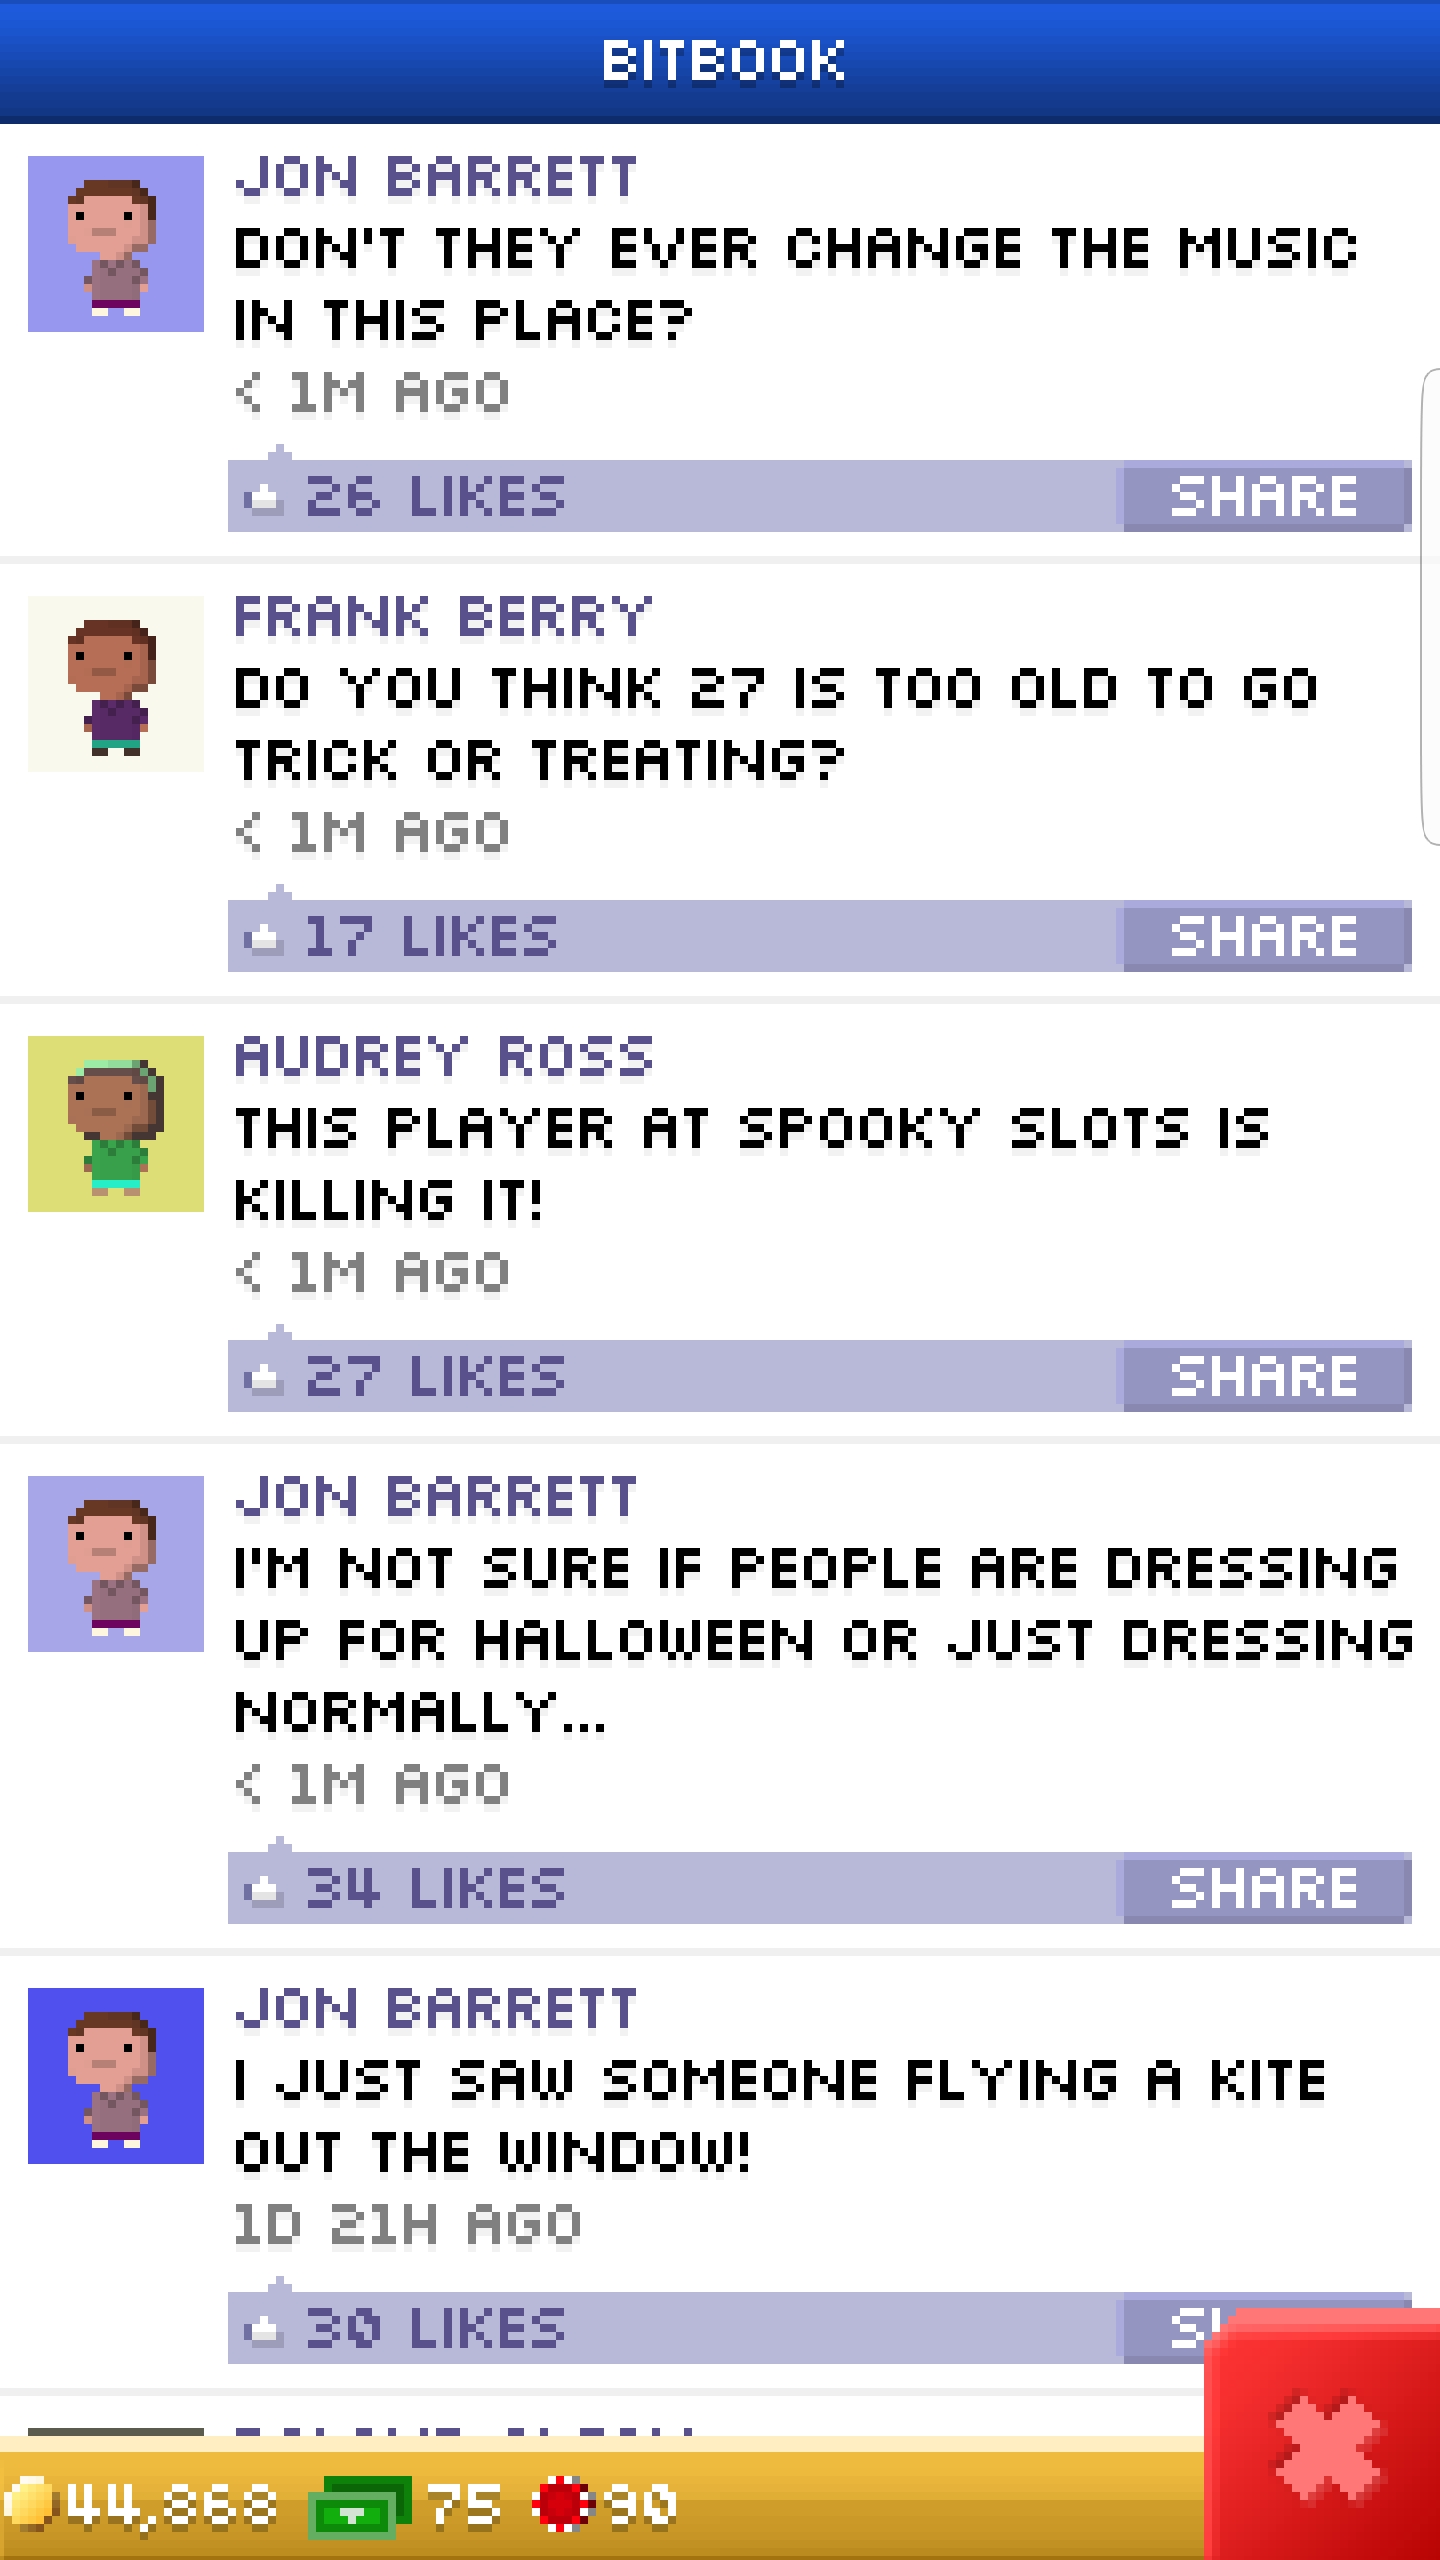 BITBOOK
JON BARRETT
DON'T THEY EVER CHANGE THE MUSIC
IN THIS PLACE?
< 1M AGO
26 LIKES SHARE
FRANK BERRY
DO YOU THINK 27 IS TOO OLD TO GO
TRICK OR TREATING?
< 1M AGO
17 LIKES SHARE
AUDREY ROSS
THIS PLAYER AT SPOOKY SLOTS IS
KILLING IT!
< 1M AGO
27 LIKES SHARE
JON BARRETT
I'M NOT SURE IF PEOPLE ARE DRESSING
UP FOR HALLOWEEN OR JUST DRESSING
NORMALLY...
< 1M AGO
34 LIKES SHARE
JON BARRETT
I JUST SAW SOMEONE FLYING A KITE
OUT THE WINDOW!
1D 21H AGO
30 LIKES
44,868 75 90